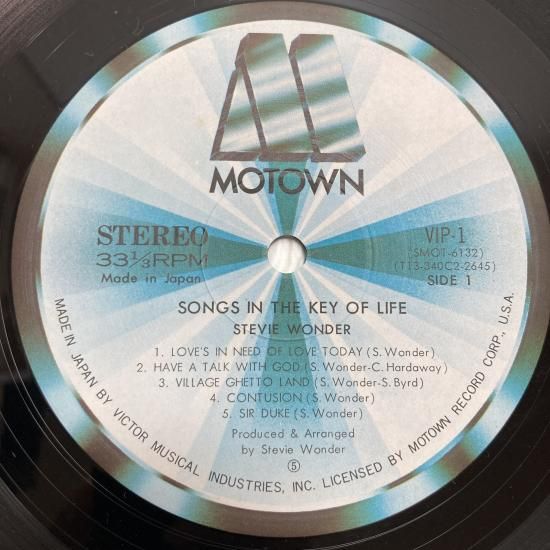 MOTOWN
STEREO
33⅓RPM
Made in Japan
VIP-1
(SMOT-6132)
(T13-340C2-2645)
SIDE 1
SONGS IN THE KEY OF LIFE
STEVIE WONDER
1. LOVE'S IN NEED OF LOVE TODAY (S. Wonder)
2. HAVE A TALK WITH GOD (S. Wonder-C. Hardaway)
3. VILLAGE GHETTO LAND (S. Wonder-S. Byrd)
4. CONTUSION (S. Wonder)
5. SIR DUKE (S. Wonder)
Produced & Arranged
by Stevie Wonder
⑤
MADE IN JAPAN BY VICTOR MUSICAL INDUSTRIES, INC. LICENSED BY MOTOWN RECORD CORP., U.S.A.